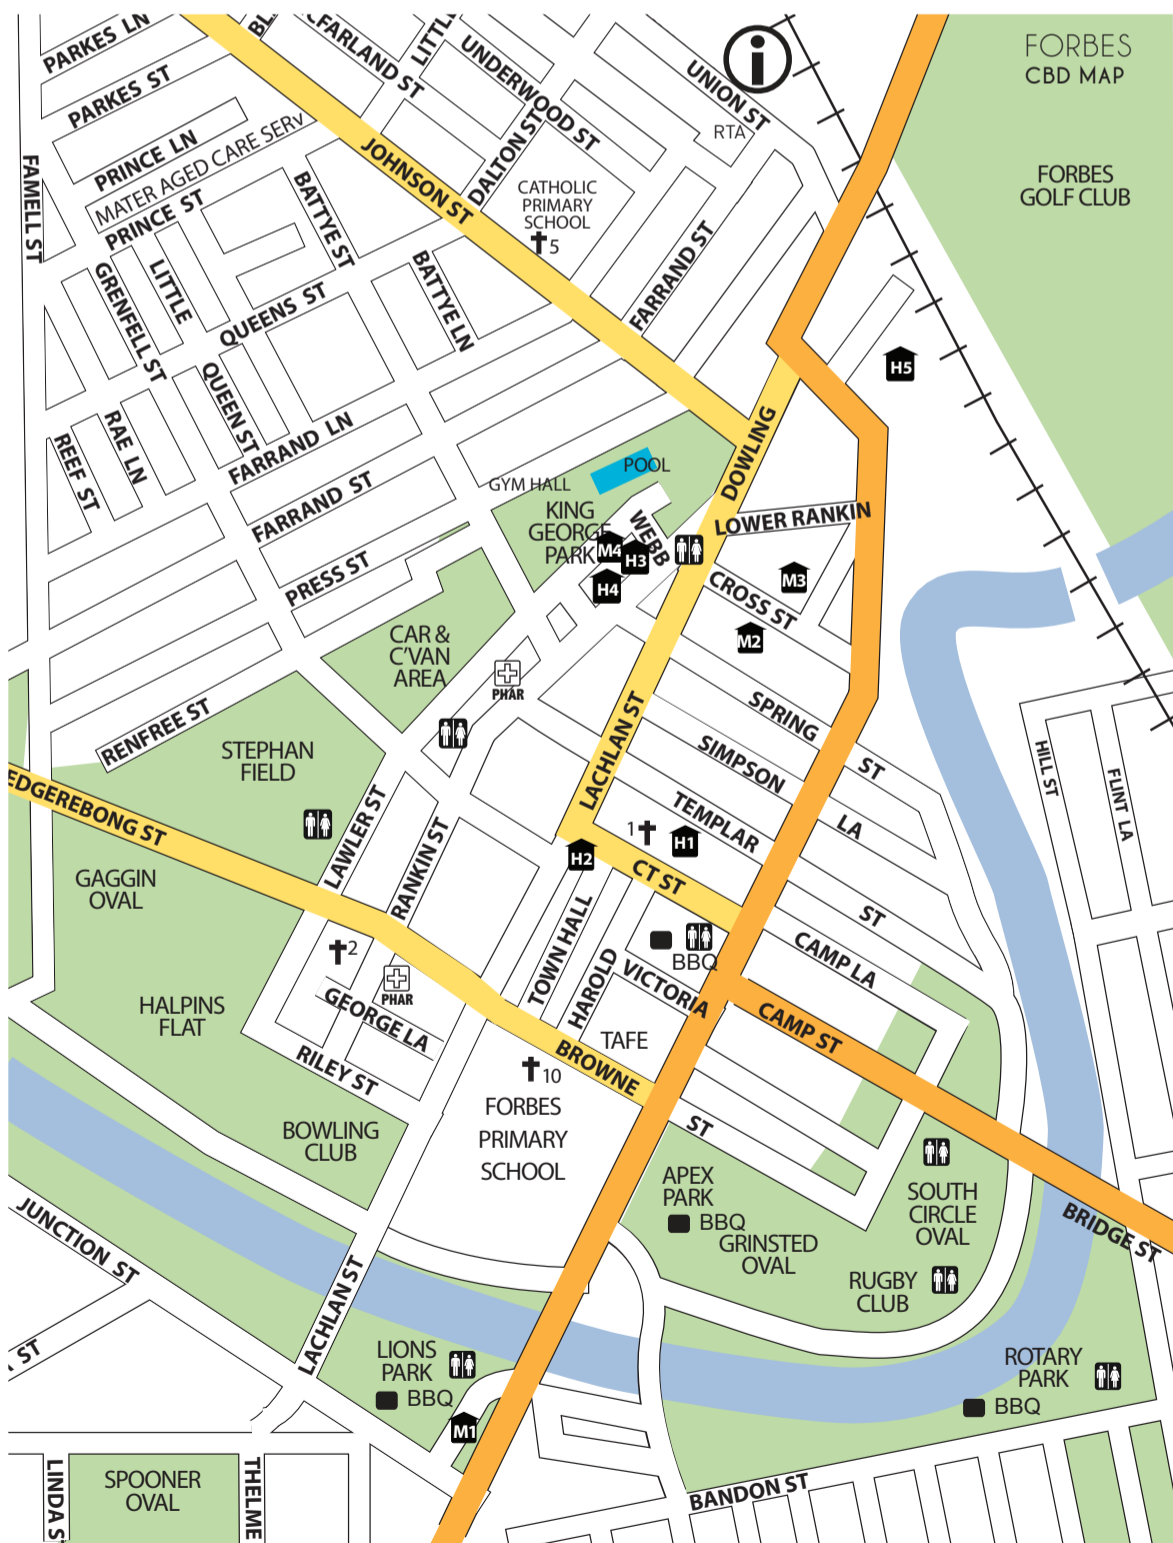 FORBES
CBD MAP
FORBES
GOLF CLUB
PARKES LN
PARKES ST
PRINCE LN
MATER AGED CARE SERV
PRINCE ST
FAMELL ST
MCFARLAND ST
LITTLE
UNDERWOOD ST
UNION ST
RTA
DALTON ST
JOHNSON ST
CATHOLIC
PRIMARY
SCHOOL
5
FARRAND ST
BATTYE ST
BATTYE LN
LITTLE
GRENFELL ST
QUEENS ST
QUEEN ST
RAE LN
REEF ST
FARRAND LN
FARRAND ST
PRESS ST
RENFREE ST
H5
DOWLING
POOL
GYM HALL
KING
GEORGE
PARK
WEBB
M4
H3
H4
LOWER RANKIN
M3
CROSS ST
M2
CAR &
C'VAN
AREA
PHAR
STEPHAN
FIELD
LACHLAN ST
SPRING
ST
SIMPSON
LA
TEMPLAR
ST
HILL ST
FLINT LA
EDGEREBONG ST
LAWLER ST
RANKIN ST
1
H1
H2
CT ST
GAGGIN
OVAL
TOWN HALL
HAROLD
BBQ
VICTORIA
CAMP LA
CAMP ST
2
PHAR
GEORGE LA
HALPINS
FLAT
RILEY ST
TAFE
BROWNE
ST
10
FORBES
PRIMARY
SCHOOL
BOWLING
CLUB
APEX
PARK
BBQ
GRINSTED
OVAL
SOUTH
CIRCLE
OVAL
RUGBY
CLUB
BRIDGE ST
JUNCTION ST
LACHLAN ST
ST
LIONS
PARK
BBQ
M1
ROTARY
PARK
BBQ
BANDON ST
LINDA S
SPOONER
OVAL
THELME